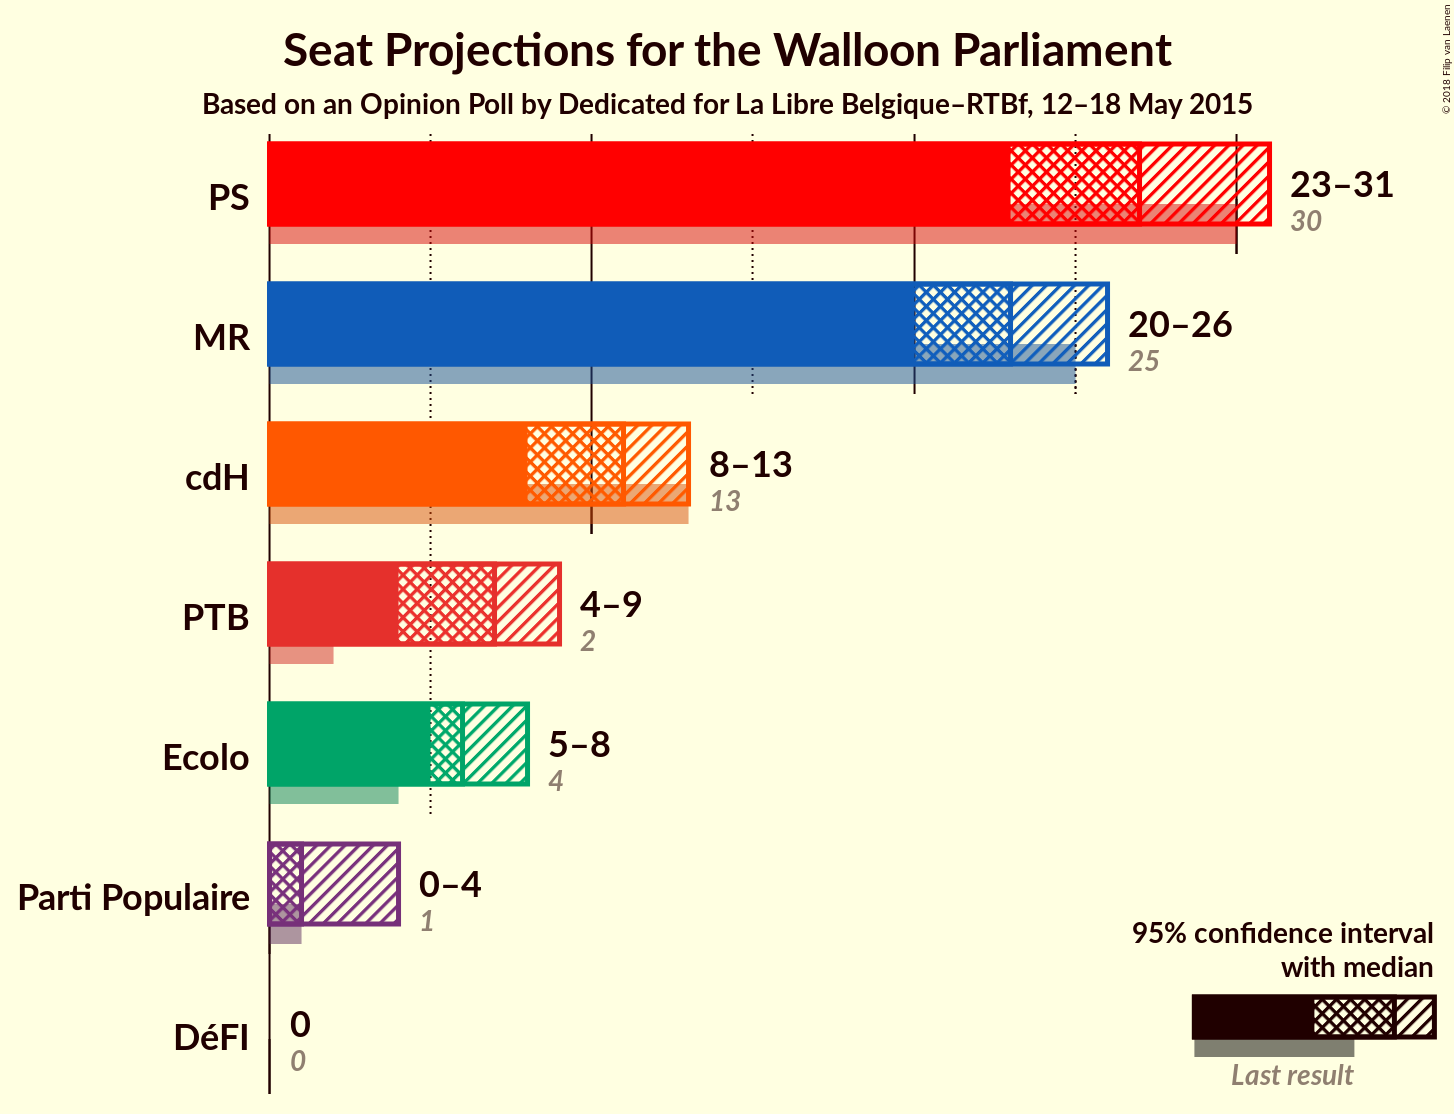 Seat Projections for the Walloon Parliament
Based on an Opinion Poll by Dedicated for La Libre Belgique–RTBf, 12–18 May 2015
© 2018 Filip van Laenen
PS
23–31
30
MR
20–26
25
cdH
8–13
13
PTB
4–9
2
Ecolo
5–8
4
Parti Populaire
0–4
1
DéFI
0
0
95% confidence interval
with median
Last result